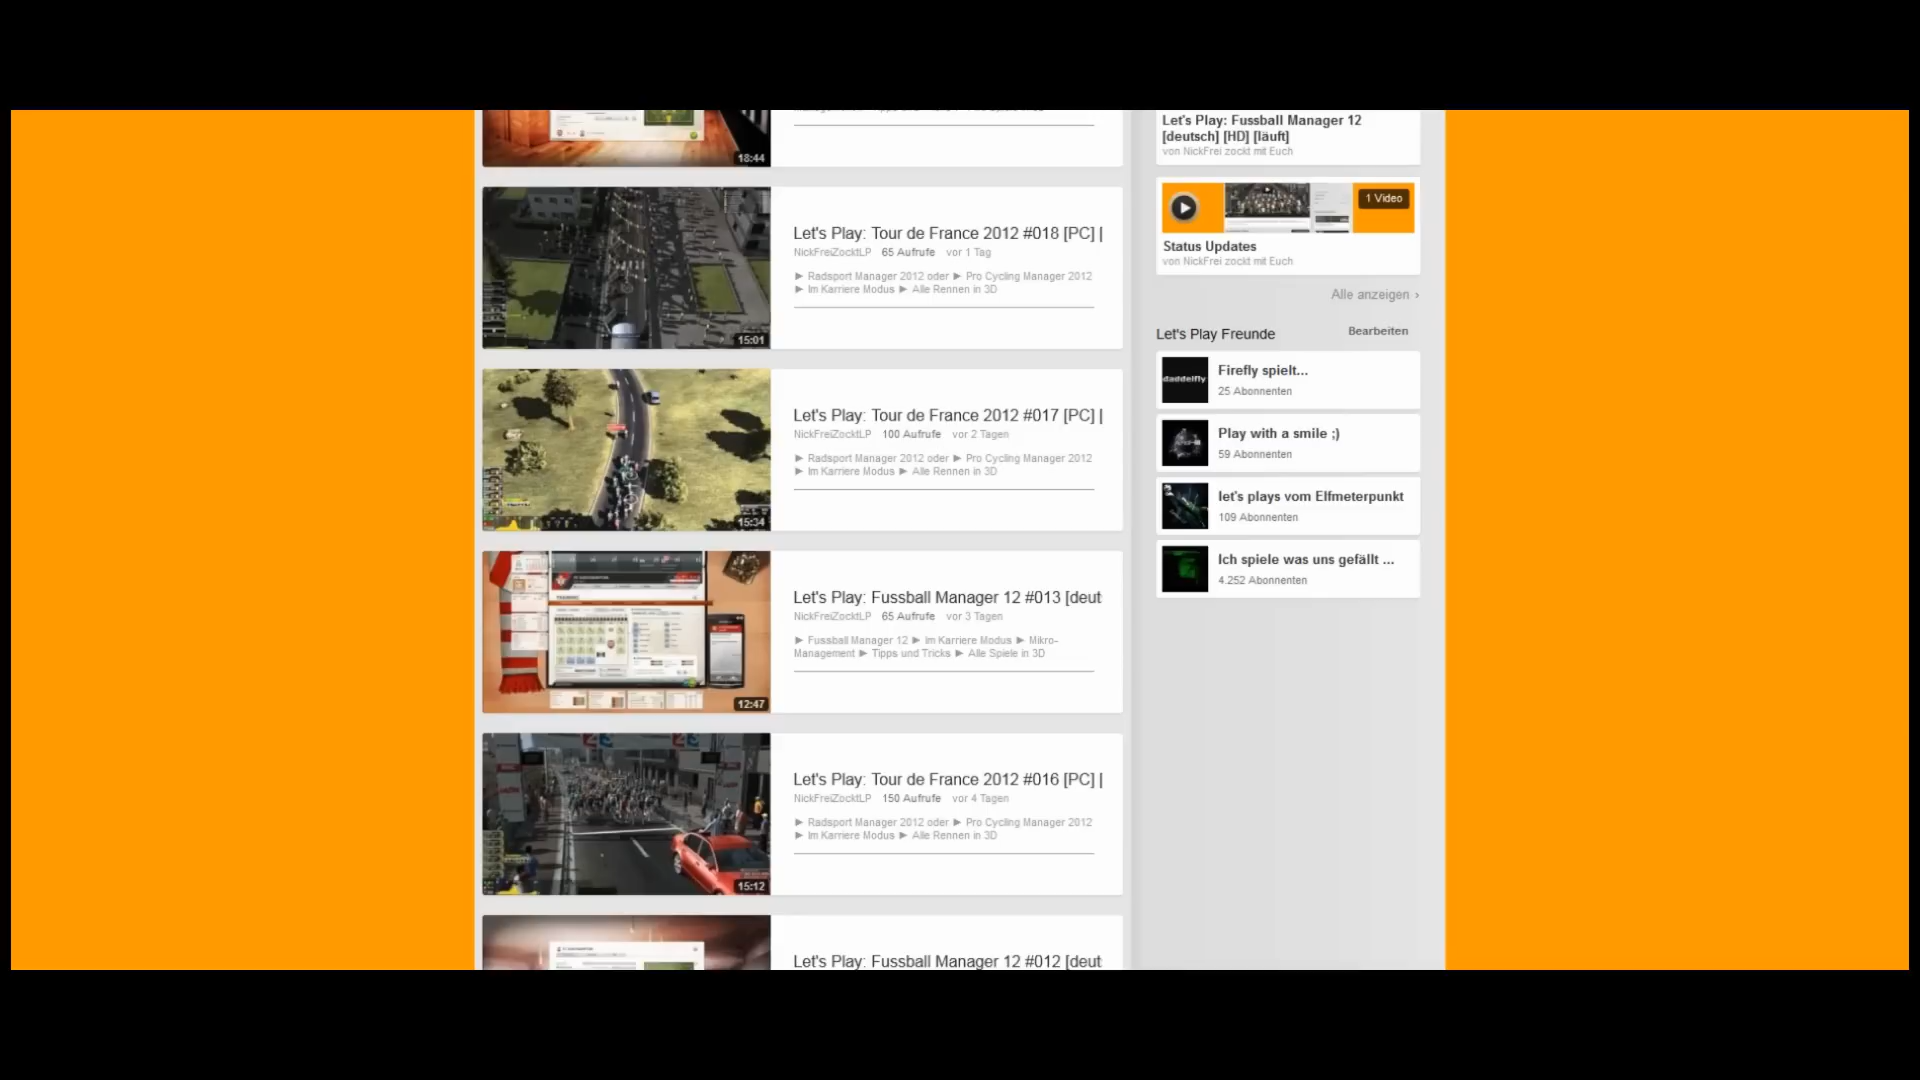 18:44
Let's Play: Tour de France 2012 #018 [PC] |
NickFreiZocktLP 65 Aufrufe vor 1 Tag
► Radsport Manager 2012 oder ► Pro Cycling Manager 2012
► Im Karriere Modus ► Alle Rennen in 3D
15:01
Let's Play: Tour de France 2012 #017 [PC] |
NickFreiZocktLP 100 Aufrufe vor 2 Tagen
► Radsport Manager 2012 oder ► Pro Cycling Manager 2012
► Im Karriere Modus ► Alle Rennen in 3D
15:34
Let's Play: Fussball Manager 12 #013 [deut
NickFreiZocktLP 65 Aufrufe vor 3 Tagen
► Fussball Manager 12 ► Im Karriere Modus ► Mikro-
Management ► Tipps und Tricks ► Alle Spiele in 3D
TRAINING
12:47
Let's Play: Tour de France 2012 #016 [PC] |
NickFreiZocktLP 150 Aufrufe vor 4 Tagen
► Radsport Manager 2012 oder ► Pro Cycling Manager 2012
► Im Karriere Modus ► Alle Rennen in 3D
15:12
Let's Play: Fussball Manager 12 #012 [deut
Let's Play: Fussball Manager 12
[deutsch] [HD] [läuft]
von NickFrei zockt mit Euch
1 Video
Status Updates
von NickFrei zockt mit Euch
Alle anzeigen ›
Let's Play Freunde Bearbeiten
daddelfly
Firefly spielt...
25 Abonnenten
Play with a smile ;)
59 Abonnenten
let's plays vom Elfmeterpunkt
109 Abonnenten
Ich spiele was uns gefällt ...
4.252 Abonnenten